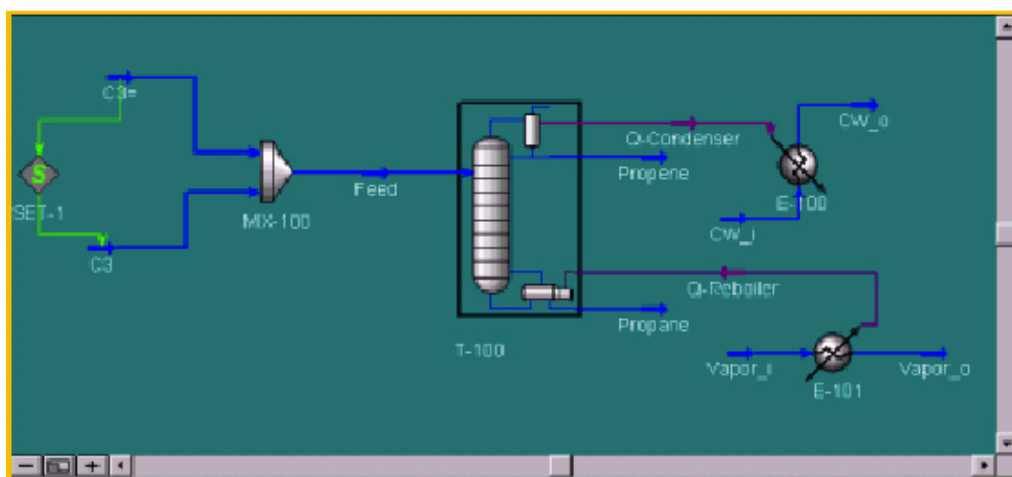 C3=
S
SET-1
C3
MIX-100
Feed
T-100
Q-Condenser
Propene
CW_o
E-100
CW_i
Q-Reboiler
Propane
Vapor_i
E-101
Vapor_o